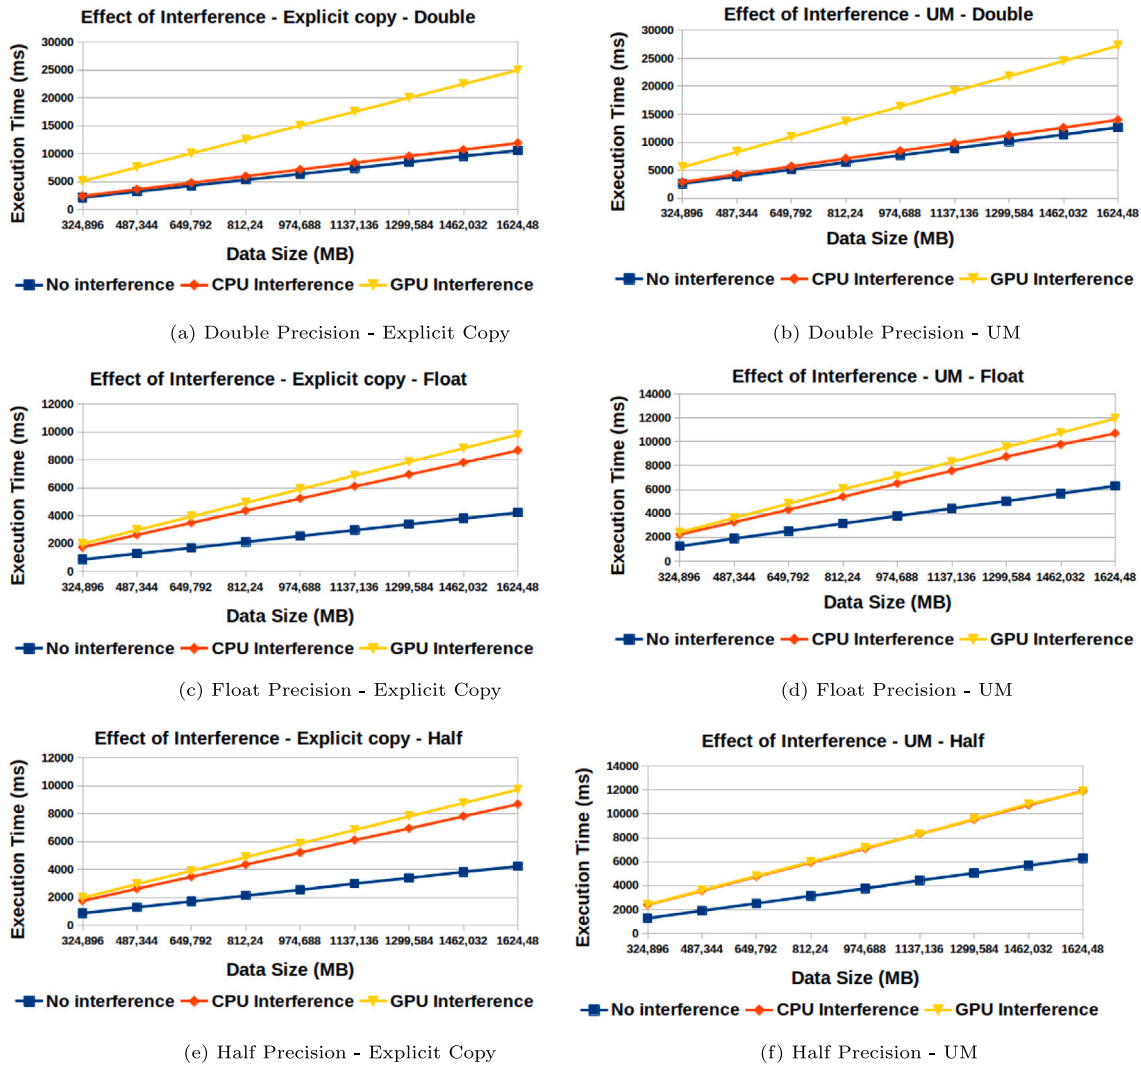 Effect of Interference - Explicit copy - Double
Execution Time (ms)
30000
25000
20000
15000
10000
5000
0
324,896 487,344 649,792 812,24 974,688 1137,136 1299,584 1462,032 1624,48
Data Size (MB)
No interference CPU Interference GPU Interference
(a) Double Precision - Explicit Copy
Effect of Interference - UM - Double
Execution Time (ms)
30000
25000
20000
15000
10000
5000
0
324,896 487,344 649,792 812,24 974,688 1137,136 1299,584 1462,032 1624,48
Data Size (MB)
No interference CPU Interference GPU Interference
(b) Double Precision - UM
Effect of Interference - Explicit copy - Float
Execution Time (ms)
12000
10000
8000
6000
4000
2000
0
324,896 487,344 649,792 812,24 974,688 1137,136 1299,584 1462,032 1624,48
Data Size (MB)
No interference CPU Interference GPU Interference
(c) Float Precision - Explicit Copy
Effect of Interference - UM - Float
Execution Time (ms)
14000
12000
10000
8000
6000
4000
2000
0
324,896 487,344 649,792 812,24 974,688 1137,136 1299,584 1462,032 1624,48
Data Size (MB)
No interference CPU Interference GPU Interference
(d) Float Precision - UM
Effect of Interference - Explicit copy - Half
Execution Time (ms)
12000
10000
8000
6000
4000
2000
0
324,896 487,344 649,792 812,24 974,688 1137,136 1299,584 1462,032 1624,48
Data Size (MB)
No interference CPU Interference GPU Interference
(e) Half Precision - Explicit Copy
Effect of Interference - UM - Half
Execution Time (ms)
14000
12000
10000
8000
6000
4000
2000
0
324,896 487,344 649,792 812,24 974,688 1137,136 1299,584 1462,032 1624,48
Data Size (MB)
No interference CPU Interference GPU Interference
(f) Half Precision - UM